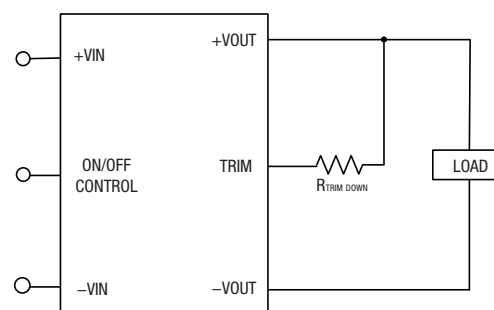 +VIN
+VOUT
ON/OFF
CONTROL
TRIM
RTRIM DOWN
LOAD
–VIN
–VOUT